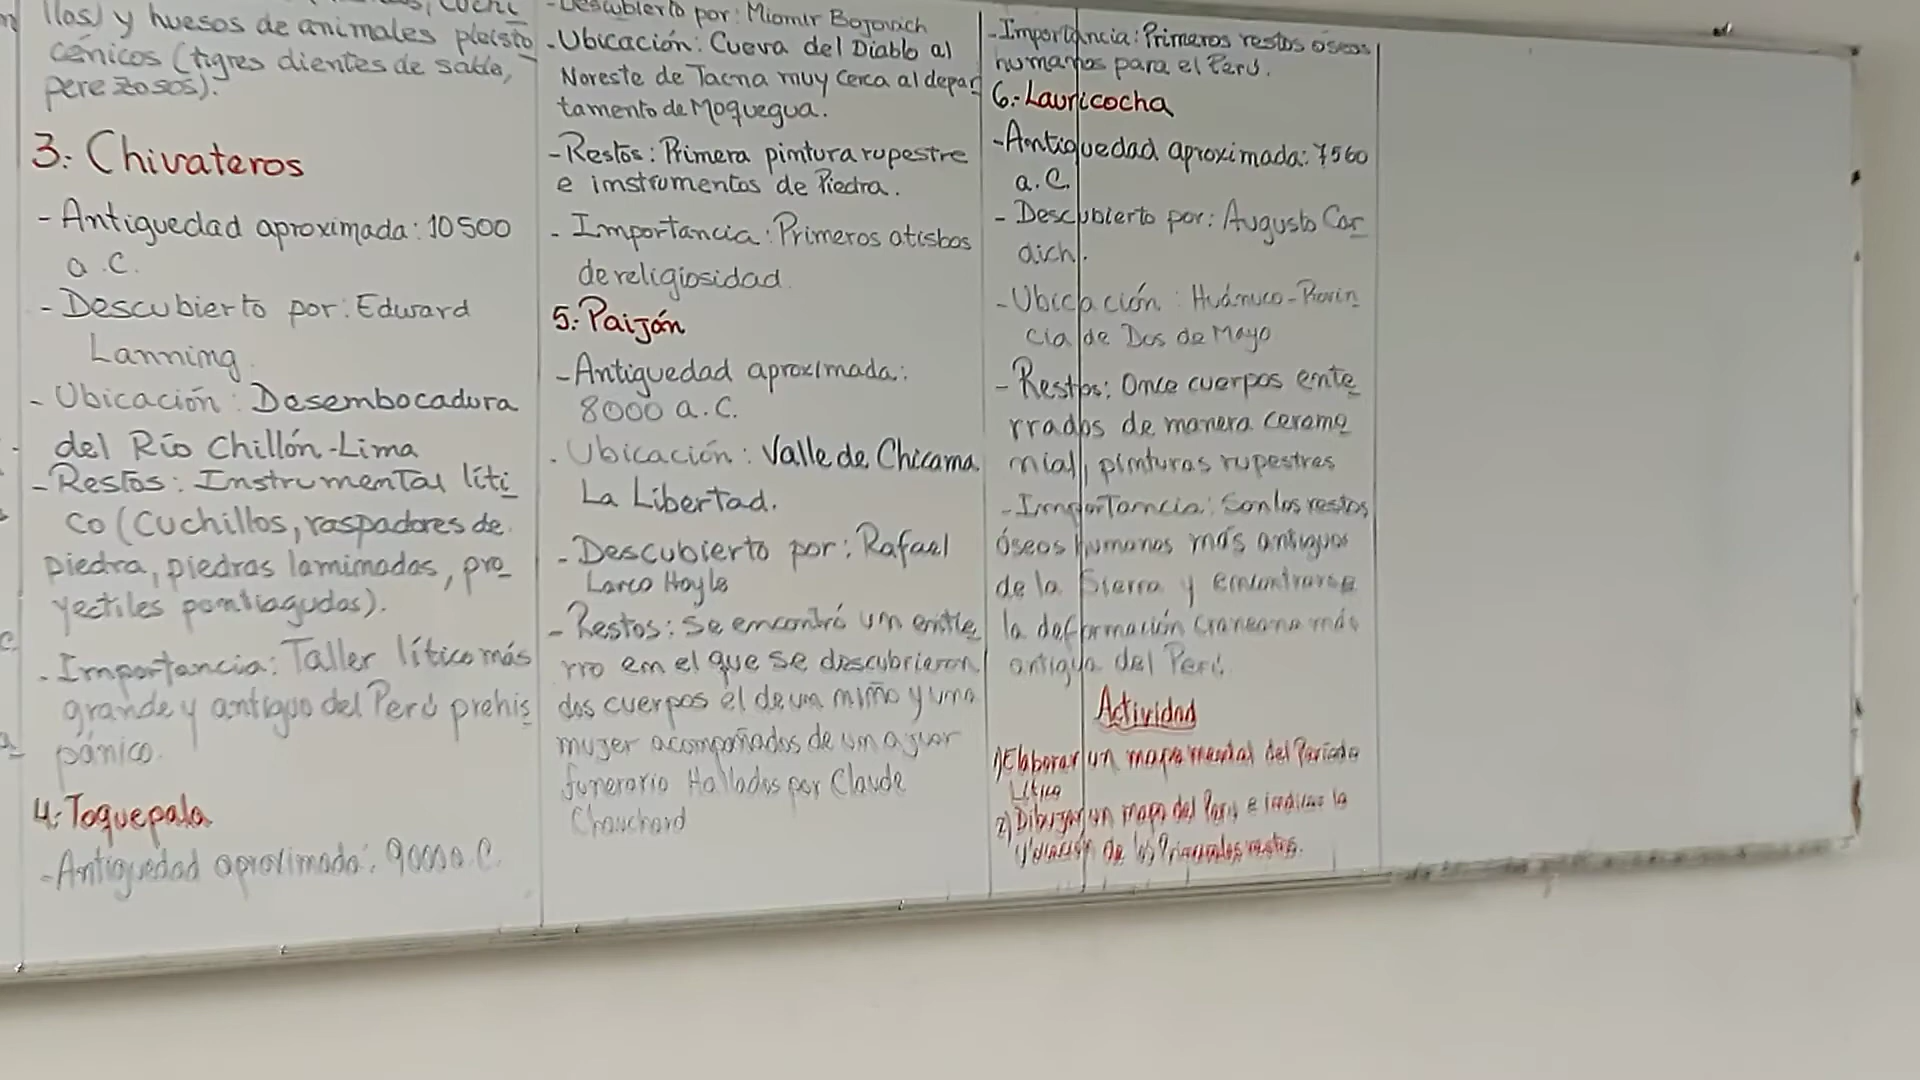 llos) y huesos de animales pleisto
cénicos (tigres dientes de sable,
perezosos).
3.- Chivateros
- Antiguedad aproximada: 10500
a.C.
- Descubierto por: Edward
Lanning.
- Ubicación: Desembocadura
del Río Chillón-Lima
- Restos: Instrumental líti
co (Cuchillos, raspadores de
piedra, piedras laminadas, pro
yectiles pontiagudos).
- Importancia: Taller lítico más
grande y antiguo del Perú prehis
pánico.
4.- Toquepala
- Antiguedad aproximada: 9000 a.C.
- Descubierto por: Miomir Bojovich
- Ubicación: Cueva del Diablo al
Noreste de Tacna muy cerca al depar
tamento de Moquegua.
- Restos: Primera pintura rupestre
e instrumentos de Piedra.
- Importancia: Primeros atisbos
de religiosidad
5.- Paiján
- Antiguedad aproximada:
8000 a.C.
- Ubicación: Valle de Chicama
La Libertad.
- Descubierto por: Rafael
Larco Hoyle
- Restos: Se encontró un entie
rro en el que se descubrieron
dos cuerpos el de un niño y una
mujer acompañados de un ajuar
funerario Hallados por Claude
Chauchard
- Importancia: Primeros restos óseos
humanos para el Perú.
6.- Lauricocha
- Antiquedad aproximada: 7560
a.C.
- Descubierto por: Augusto Car
dich.
- Ubicación: Huánuco-Provin
cia de Dos de Mayo
- Restos: Once cuerpos ente
rrados de manera ceremo
nial, pinturas rupestres
- Importancia: Son los restos
óseos humanos más antiguos
de la Sierra y encontrarse
la deformación craneana más
antigua del Perú.
Actividad
1) Elaborar un mapa mental del Período
Lítico
2) Dibujar un mapa del Perú e indicar la
de los Principales restos.